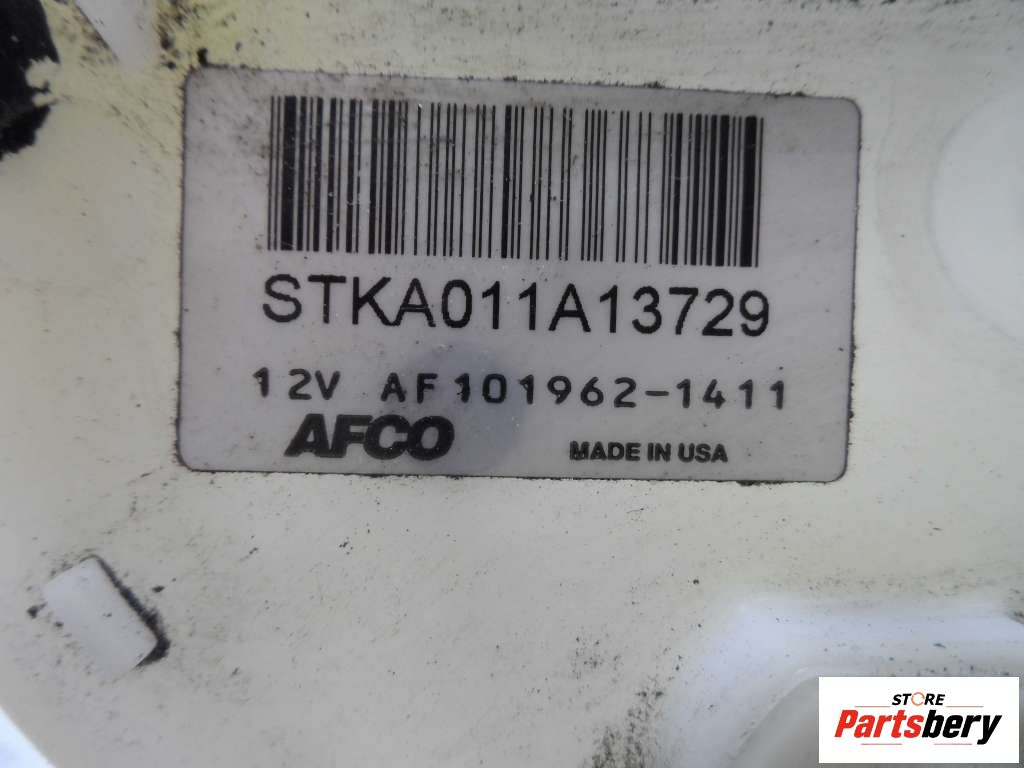 STKA011A13729
12V AF101962-1411
AFCO MADE IN USA
STORE
Partsbery